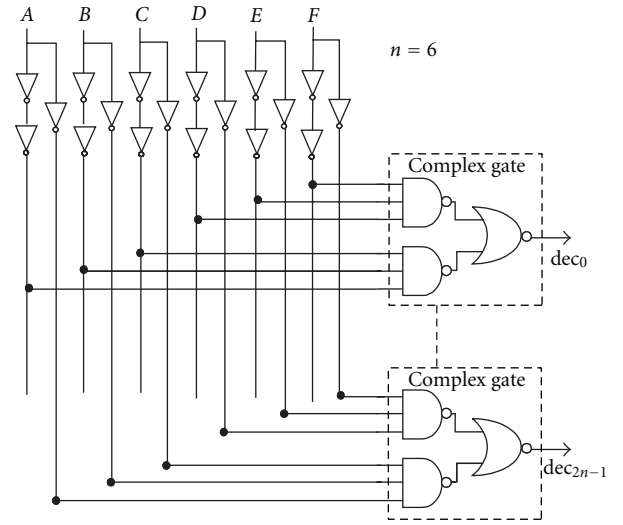 A B C D E F
n = 6
Complex gate
dec₀
Complex gate
dec₂ₙ₋₁